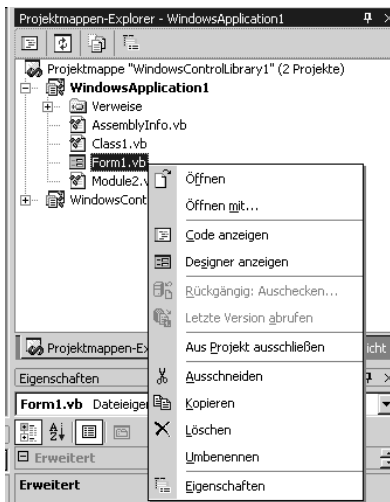 Projektmappen-Explorer - WindowsApplication1
Projektmappe "WindowsControlLibrary1" (2 Projekte)
WindowsApplication1
Verweise
AssemblyInfo.vb
Class1.vb
Form1.vb
Module2.v
WindowsCont
Öffnen
Öffnen mit...
Code anzeigen
Designer anzeigen
Rückgängig: Auschecken...
Letzte Version abrufen
Aus Projekt ausschließen
Ausschneiden
Kopieren
Löschen
Umbenennen
Eigenschaften
Projektmappen-Ex
icht
Eigenschaften
Form1.vb Dateieiger
Erweitert
Erweitert